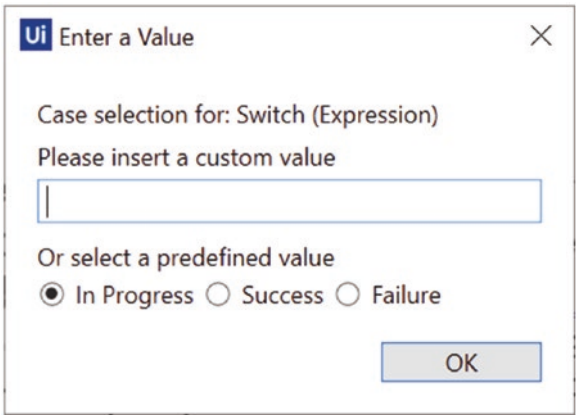 Ui Enter a Value
Case selection for: Switch (Expression)
Please insert a custom value
Or select a predefined value
In Progress Success Failure
OK